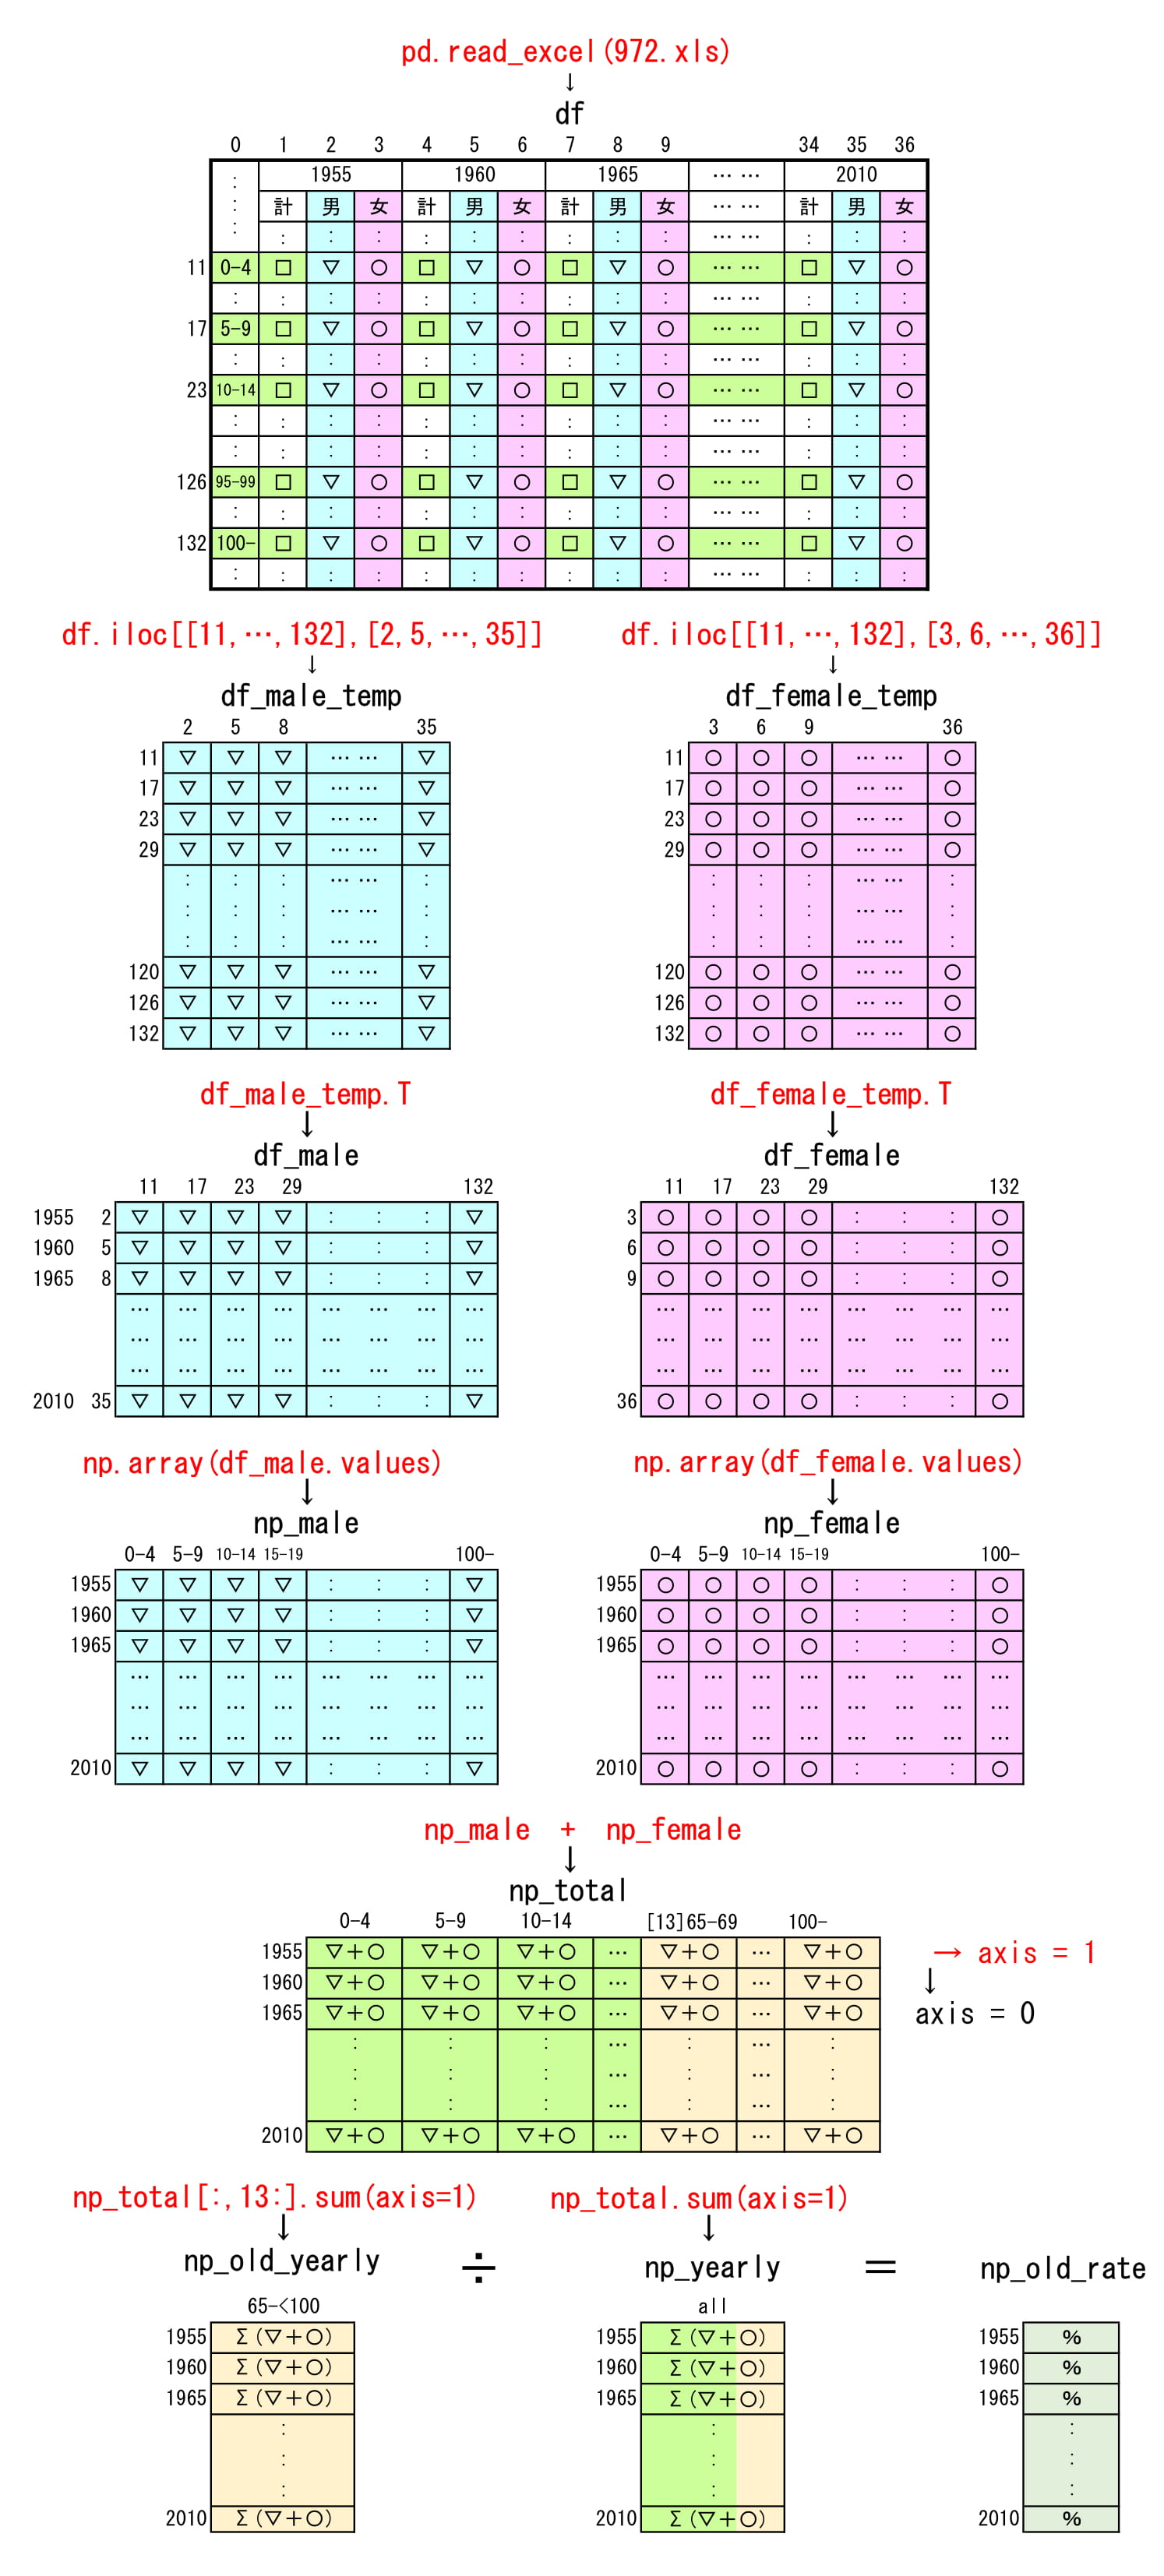 pd.read_excel(972.xls)
↓
df
0 1 2 3 4 5 6 7 8 9 34 35 36
: 1955 1960 1965 …… 2010
: 計 男 女 計 男 女 計 男 女 …… 計 男 女
: : : : : : : : : : …… : : :
11 0-4 □ ▽ ○ □ ▽ ○ □ ▽ ○ …… □ ▽ ○
: : : : : : : : : : …… : : :
17 5-9 □ ▽ ○ □ ▽ ○ □ ▽ ○ …… □ ▽ ○
: : : : : : : : : : …… : : :
23 10-14 □ ▽ ○ □ ▽ ○ □ ▽ ○ …… □ ▽ ○
: : : : : : : : : : …… : : :
: : : : : : : : : : …… : : :
126 95-99 □ ▽ ○ □ ▽ ○ □ ▽ ○ …… □ ▽ ○
: : : : : : : : : : …… : : :
132 100- □ ▽ ○ □ ▽ ○ □ ▽ ○ …… □ ▽ ○
: : : : : : : : : : …… : : :
df.iloc[[11,…,132],[2,5,…,35]] df.iloc[[11,…,132],[3,6,…,36]]
↓ ↓
df_male_temp df_female_temp
2 5 8 35 3 6 9 36
11 ▽ ▽ ▽ …… ▽ 11 ○ ○ ○ …… ○
17 ▽ ▽ ▽ …… ▽ 17 ○ ○ ○ …… ○
23 ▽ ▽ ▽ …… ▽ 23 ○ ○ ○ …… ○
29 ▽ ▽ ▽ …… ▽ 29 ○ ○ ○ …… ○
: : : …… : : : : …… :
: : : …… : : : : …… :
: : : …… : : : : …… :
120 ▽ ▽ ▽ …… ▽ 120 ○ ○ ○ …… ○
126 ▽ ▽ ▽ …… ▽ 126 ○ ○ ○ …… ○
132 ▽ ▽ ▽ …… ▽ 132 ○ ○ ○ …… ○
df_male_temp.T df_female_temp.T
↓ ↓
df_male df_female
11 17 23 29 132 11 17 23 29 132
1955 2 ▽ ▽ ▽ ▽ : : : ▽ 3 ○ ○ ○ ○ : : : ○
1960 5 ▽ ▽ ▽ ▽ : : : ▽ 6 ○ ○ ○ ○ : : : ○
1965 8 ▽ ▽ ▽ ▽ : : : ▽ 9 ○ ○ ○ ○ : : : ○
… … … … … … … … … … … … … … … …
… … … … … … … … … … … … … … … …
… … … … … … … … … … … … … … … …
2010 35 ▽ ▽ ▽ ▽ : : : ▽ 36 ○ ○ ○ ○ : : : ○
np.array(df_male.values) np.array(df_female.values)
↓ ↓
np_male np_female
0-4 5-9 10-14 15-19 100- 0-4 5-9 10-14 15-19 100-
1955 ▽ ▽ ▽ ▽ : : : ▽ 1955 ○ ○ ○ ○ : : : ○
1960 ▽ ▽ ▽ ▽ : : : ▽ 1960 ○ ○ ○ ○ : : : ○
1965 ▽ ▽ ▽ ▽ : : : ▽ 1965 ○ ○ ○ ○ : : : ○
… … … … … … … … … … … … … … … …
… … … … … … … … … … … … … … … …
… … … … … … … … … … … … … … … …
2010 ▽ ▽ ▽ ▽ : : : ▽ 2010 ○ ○ ○ ○ : : : ○
np_male + np_female
↓
np_total
0-4 5-9 10-14 [13]65-69 100-
1955 ▽+○ ▽+○ ▽+○ … ▽+○ … ▽+○ → axis = 1
1960 ▽+○ ▽+○ ▽+○ … ▽+○ … ▽+○ ↓
1965 ▽+○ ▽+○ ▽+○ … ▽+○ … ▽+○ axis = 0
: : : … : … :
: : : … : … :
: : : … : … :
2010 ▽+○ ▽+○ ▽+○ … ▽+○ … ▽+○
np_total[:,13:].sum(axis=1) np_total.sum(axis=1)
↓ ↓
np_old_yearly ÷ np_yearly = np_old_rate
65-<100 all
1955 Σ(▽+○) 1955 Σ(▽+○) 1955 %
1960 Σ(▽+○) 1960 Σ(▽+○) 1960 %
1965 Σ(▽+○) 1965 Σ(▽+○) 1965 %
: : :
: : :
: : :
2010 Σ(▽+○) 2010 Σ(▽+○) 2010 %